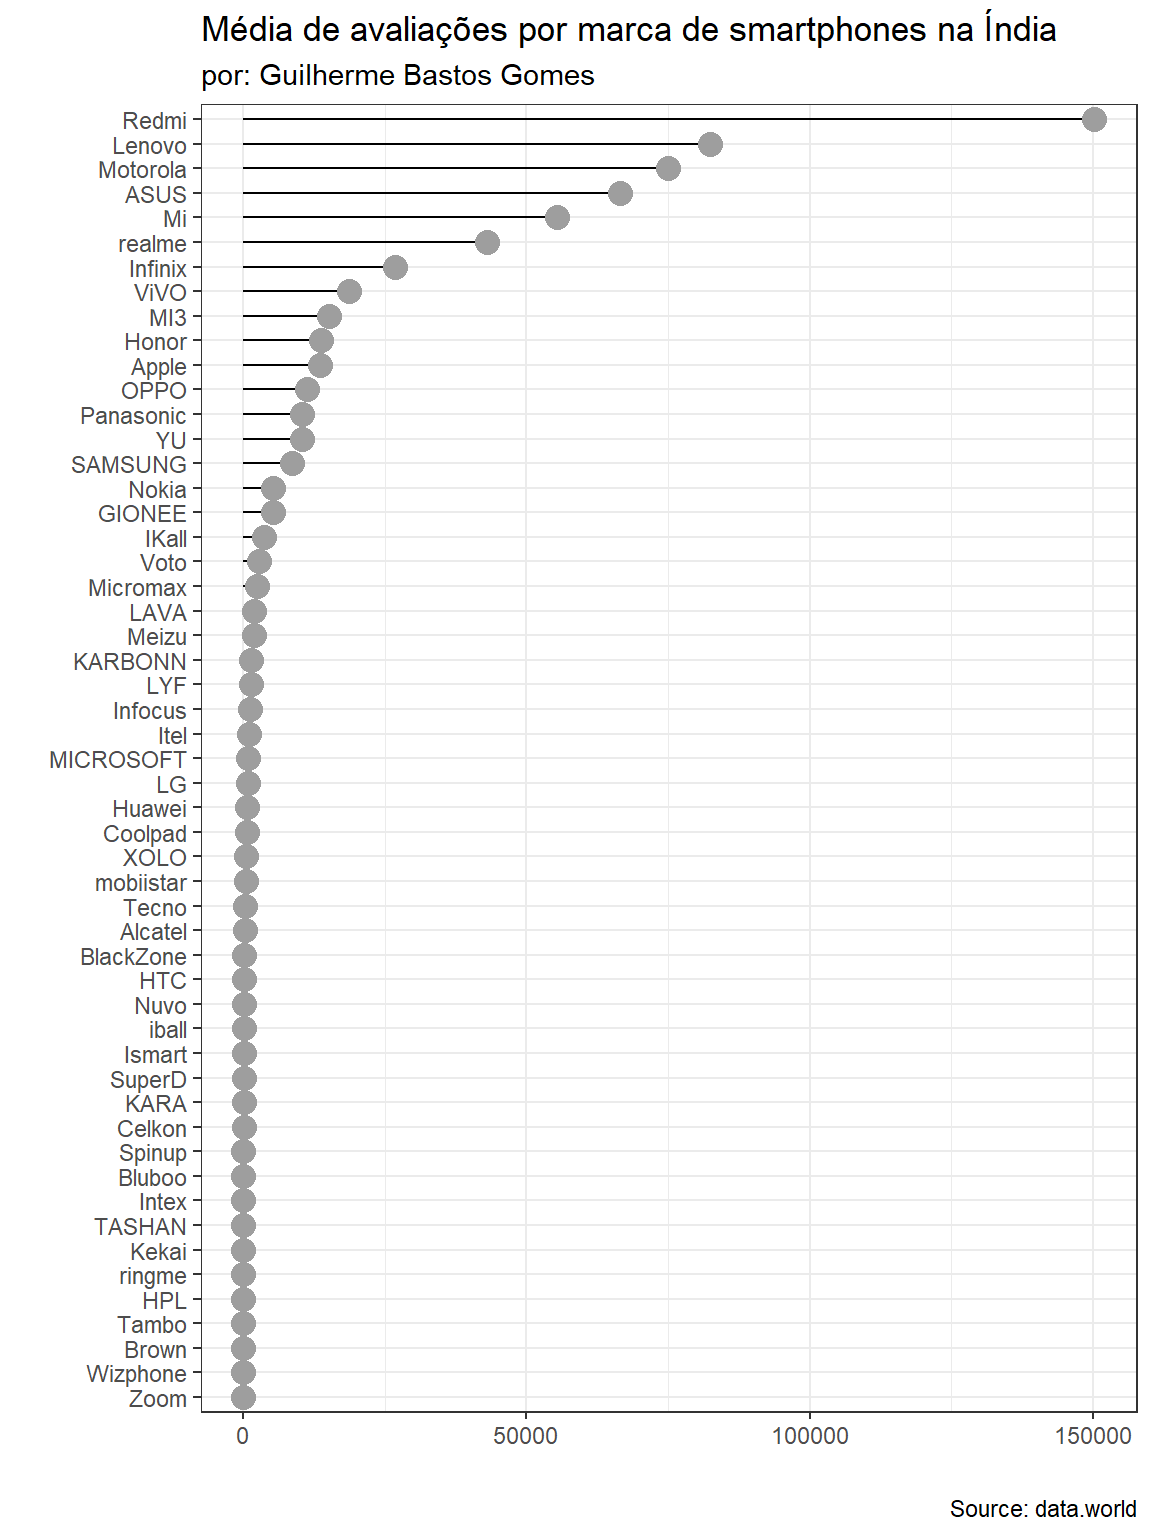 Média de avaliações por marca de smartphones na Índia
por: Guilherme Bastos Gomes
Redmi
Lenovo
Motorola
ASUS
Mi
realme
Infinix
ViVO
MI3
Honor
Apple
OPPO
Panasonic
YU
SAMSUNG
Nokia
GIONEE
IKall
Voto
Micromax
LAVA
Meizu
KARBONN
LYF
Infocus
Itel
MICROSOFT
LG
Huawei
Coolpad
XOLO
mobiistar
Tecno
Alcatel
BlackZone
HTC
Nuvo
iball
Ismart
SuperD
KARA
Celkon
Spinup
Bluboo
Intex
TASHAN
Kekai
ringme
HPL
Tambo
Brown
Wizphone
Zoom
0 50000 100000 150000
Source: data.world